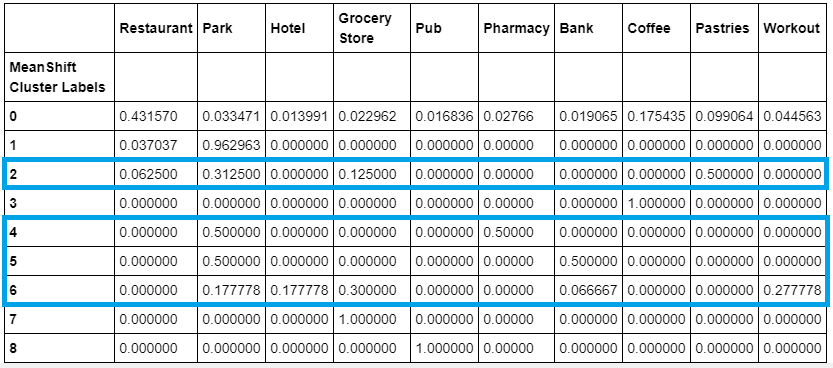 Restaurant Park Hotel Grocery Store Pub Pharmacy Bank Coffee Pastries Workout
MeanShift Cluster Labels
0 0.431570 0.033471 0.013991 0.022962 0.016836 0.02766 0.019065 0.175435 0.099064 0.044563
1 0.037037 0.962963 0.000000 0.000000 0.000000 0.00000 0.000000 0.000000 0.000000 0.000000
2 0.062500 0.312500 0.000000 0.125000 0.000000 0.00000 0.000000 0.000000 0.500000 0.000000
3 0.000000 0.000000 0.000000 0.000000 0.000000 0.00000 0.000000 1.000000 0.000000 0.000000
4 0.000000 0.500000 0.000000 0.000000 0.000000 0.50000 0.000000 0.000000 0.000000 0.000000
5 0.000000 0.500000 0.000000 0.000000 0.000000 0.00000 0.500000 0.000000 0.000000 0.000000
6 0.000000 0.177778 0.177778 0.300000 0.000000 0.00000 0.066667 0.000000 0.000000 0.277778
7 0.000000 0.000000 0.000000 1.000000 0.000000 0.00000 0.000000 0.000000 0.000000 0.000000
8 0.000000 0.000000 0.000000 0.000000 1.000000 0.00000 0.000000 0.000000 0.000000 0.000000